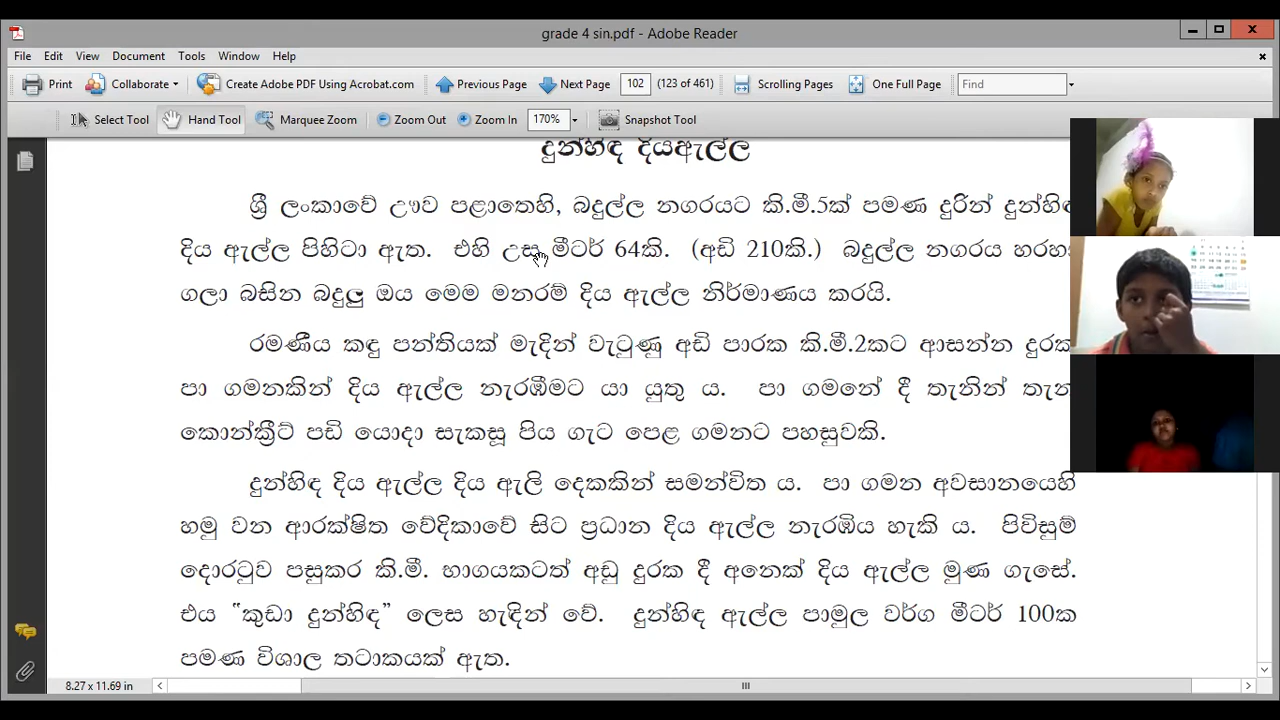 grade 4 sin.pdf - Adobe Reader
File Edit View Document Tools Window Help
Print Collaborate Create Adobe PDF Using Acrobat.com Previous Page Next Page 102 (123 of 461) Scrolling Pages One Full Page Find
Select Tool Hand Tool Marquee Zoom Zoom Out Zoom In 170% Snapshot Tool
දුන්හිඳ දියඇල්ල
ශ්‍රී ලංකාවේ ඌව පළාතෙහි, බදුල්ල නගරයට කි.මී.5ක් පමණ දුරින් දුන්හිඳ
දිය ඇල්ල පිහිටා ඇත. එහි උස මීටර් 64කි. (අඩි 210කි.) බදුල්ල නගරය හරහා
ගලා බසින බදුලු ඔය මෙම මනරම් දිය ඇල්ල නිර්මාණය කරයි.
රමණීය කඳු පන්තියක් මැදින් වැටුණු අඩි පාරක කි.මී.2කට ආසන්න දුරක්
පා ගමනකින් දිය ඇල්ල නැරඹීමට යා යුතු ය. පා ගමනේ දී තැනින් තැන
කොන්ක්‍රීට් පඩි යොදා සැකසූ පිය ගැට පෙළ ගමනට පහසුවකි.
දුන්හිඳ දිය ඇල්ල දිය ඇලි දෙකකින් සමන්විත ය. පා ගමන අවසානයෙහි
හමු වන ආරක්ෂිත වේදිකාවේ සිට ප්‍රධාන දිය ඇල්ල නැරඹිය හැකි ය. පිවිසුම්
දොරටුව පසුකර කි.මී. භාගයකටත් අඩු දුරක දී අනෙක් දිය ඇල්ල මුණ ගැසේ.
එය “කුඩා දුන්හිඳ” ලෙස හැඳින් වේ. දුන්හිඳ ඇල්ල පාමුල වර්ග මීටර් 100ක
පමණ විශාල තටාකයක් ඇත.
8.27 x 11.69 in